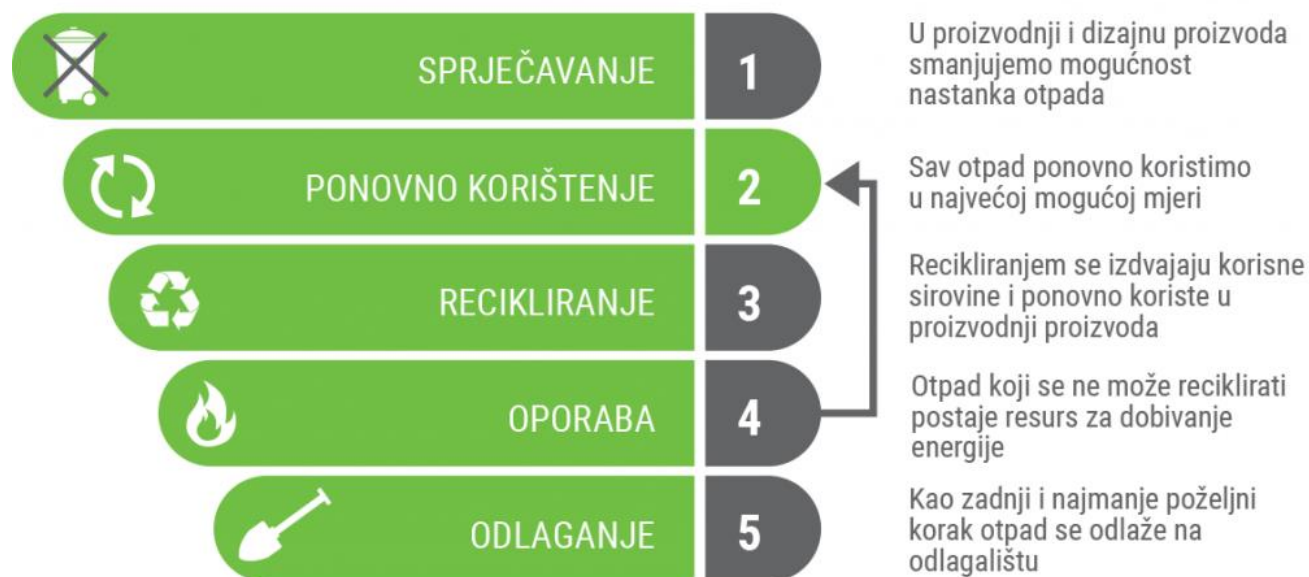 SPRJEČAVANJE
1
U proizvodnji i dizajnu proizvoda
smanjujemo mogućnost
nastanka otpada
PONOVNO KORIŠTENJE
2
Sav otpad ponovno koristimo
u najvećoj mogućoj mjeri
RECIKLIRANJE
3
Recikliranjem se izdvajaju korisne
sirovine i ponovno koriste u
proizvodnji proizvoda
OPORABA
4
Otpad koji se ne može reciklirati
postaje resurs za dobivanje
energije
ODLAGANJE
5
Kao zadnji i najmanje poželjni
korak otpad se odlaže na
odlagalištu